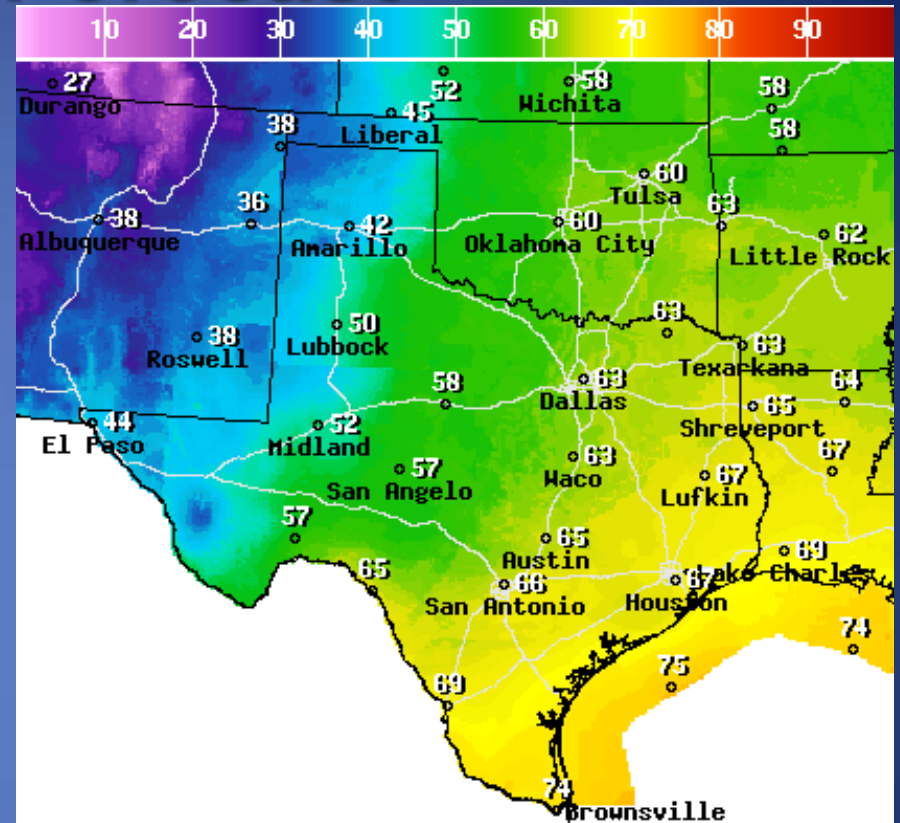 10 20 30 40 50 60 70 80 90
27
Durango
52
58
Wichita
58
45
Liberal
38
58
60
Tulsa
38
Albuquerque
36
42
Amarillo
60
Oklahoma City
63
62
Little Rock
38
Roswell
50
Lubbock
63
63
Texarkana
44
El Paso
52
Midland
58
63
Dallas
65
Shreveport
64
57
San Angelo
63
Waco
67
Lufkin
67
57
65
Austin
69
Lake Charles
65
66
San Antonio
67
Houston
69
75
74
74
Brownsville